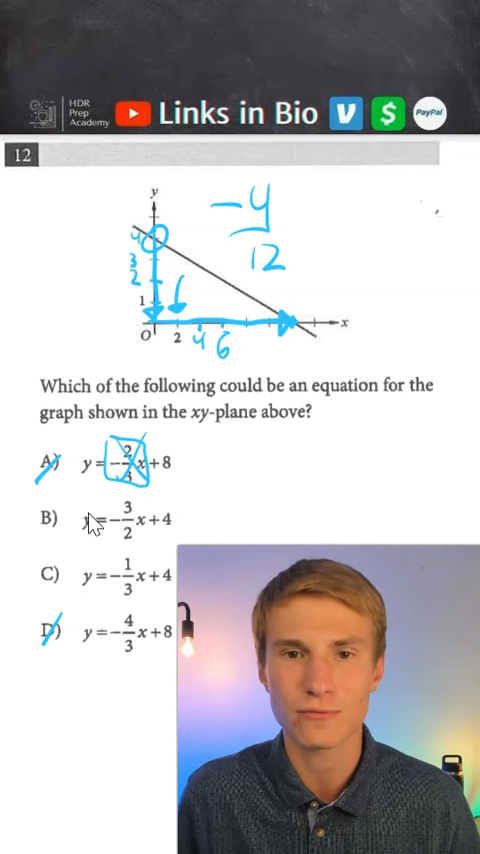 HDR
Prep
Academy
Links in Bio
V
$
PayPal
12
y
-4
12
4
3
2
1
O
2
4
6
x
Which of the following could be an equation for the
graph shown in the xy-plane above?
A) y=-2/3x+8
B) y=-3/2x+4
C) y=-1/3x+4
D) y=-4/3x+8